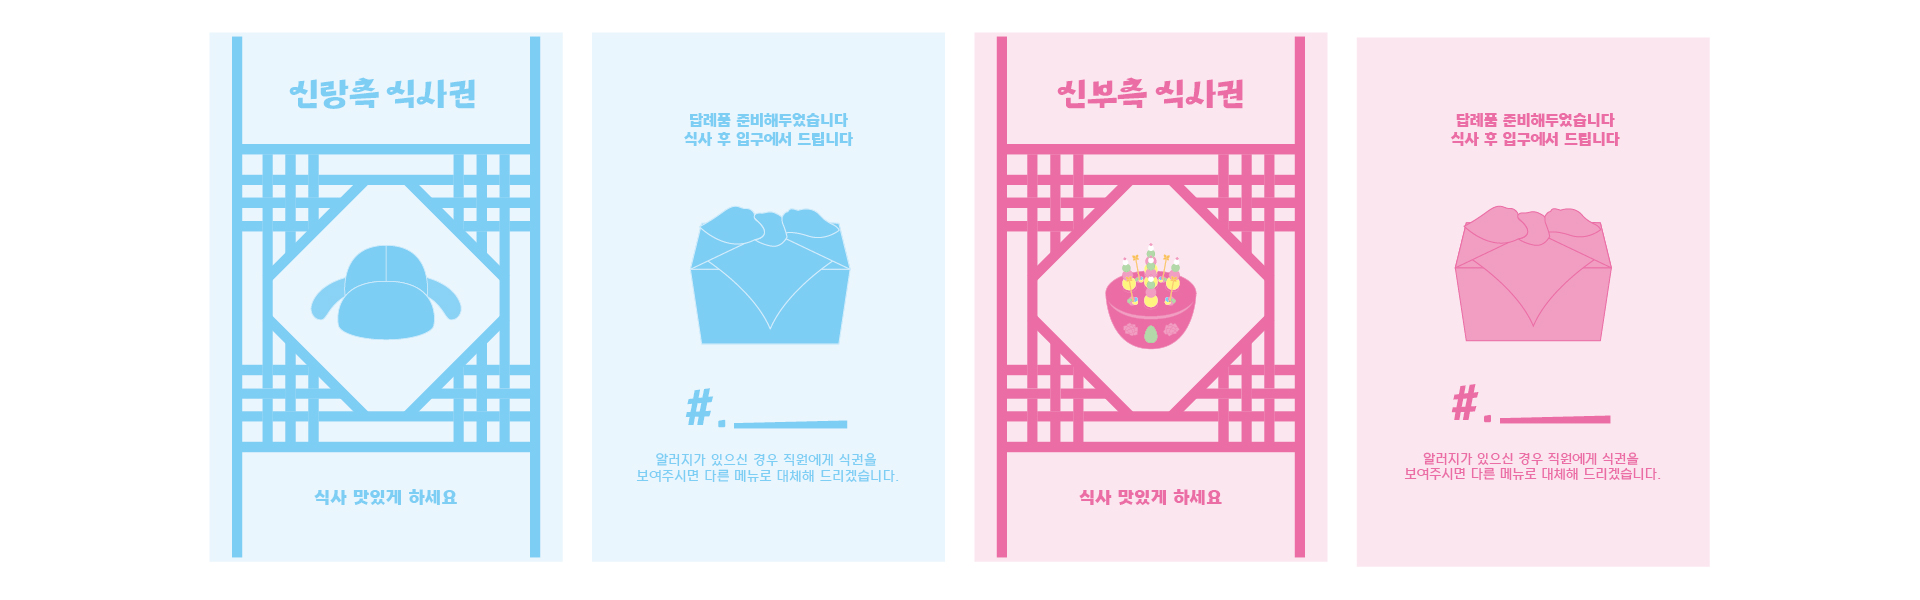 신랑측 식사권
식사 맛있게 하세요
답례품 준비해두었습니다
식사 후 입구에서 드립니다
#.
알러지가 있으신 경우 직원에게 식권을
보여주시면 다른 메뉴로 대체해 드리겠습니다.
신부측 식사권
식사 맛있게 하세요
답례품 준비해두었습니다
식사 후 입구에서 드립니다
#.
알러지가 있으신 경우 직원에게 식권을
보여주시면 다른 메뉴로 대체해 드리겠습니다.